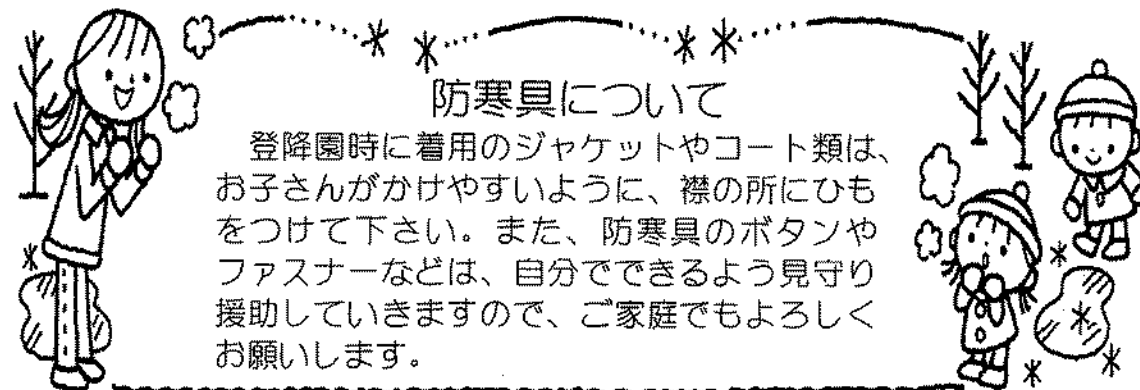 防寒具について
登降園時に着用のジャケットやコート類は、
お子さんがかけやすいように、襟の所にひも
をつけて下さい。また、防寒具のボタンや
ファスナーなどは、自分でできるよう見守り
援助していきますので、ご家庭でもよろしく
お願いします。